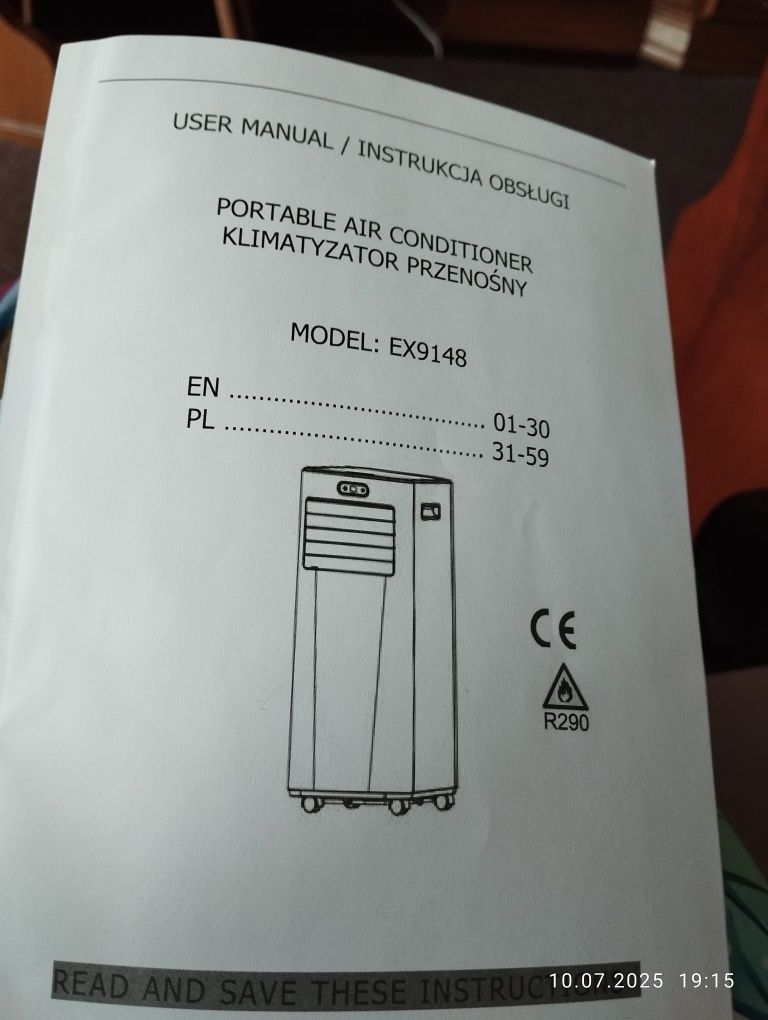 USER MANUAL / INSTRUKCJA OBSŁUGI
PORTABLE AIR CONDITIONER
KLIMATYZATOR PRZENOŚNY
MODEL: EX9148
EN .................................. 01-30
PL .................................. 31-59
CE
R290
READ AND SAVE THESE INSTRUCTIONS
10.07.2025 19:15